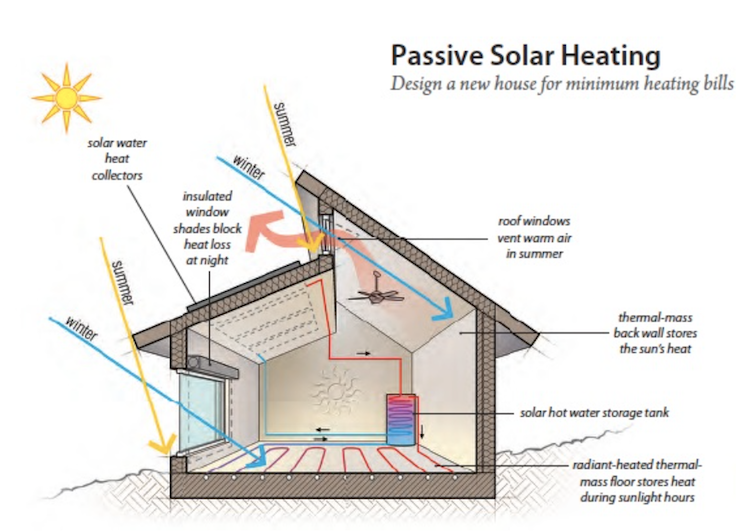 Passive Solar Heating
Design a new house for minimum heating bills
summer
winter
solar water
heat
collectors
insulated
window
shades block
heat loss
at night
summer
winter
roof windows
vent warm air
in summer
thermal-mass
back wall stores
the sun's heat
solar hot water storage tank
radiant-heated thermal-
mass floor stores heat
during sunlight hours